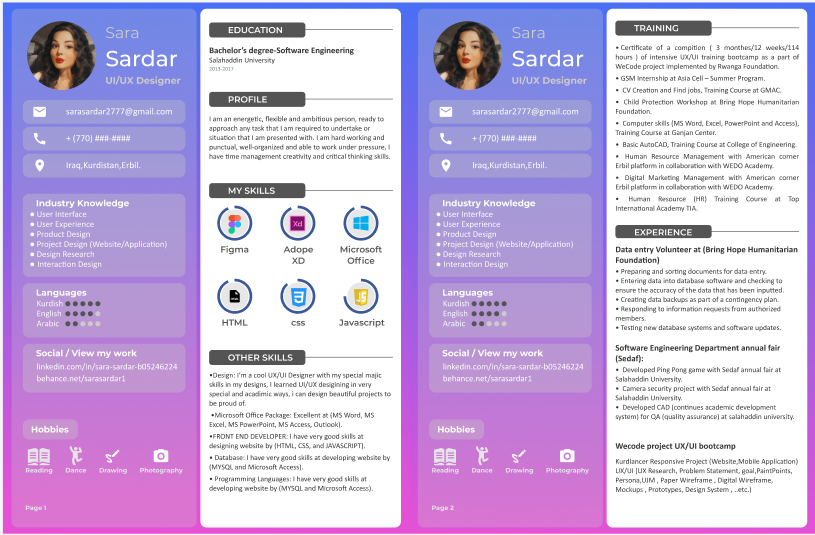 Sara
Sardar
UI/UX Designer
sarasardar2777@gmail.com
+ (770) ###-####
Iraq,Kurdistan,Erbil.
Industry Knowledge
• User Interface
• User Experience
• Product Design
• Project Design (Website/Application)
• Design Research
• Interaction Design
Languages
Kurdish
English
Arabic
Social / View my work
linkedin.com/in/sara-sardar-b05246224
behance.net/sarasardar1
Hobbies
Reading Dance Drawing Photography
Page 1
EDUCATION
Bachelor's degree-Software Engineering
Salahaddin University
2013-2017
PROFILE
I am an energetic, flexible and ambitious person, ready to
approach any task that I am required to undertake or
situation that I am presented with. I am hard working and
punctual, well-organized and able to work under pressure, I
have time management creativity and critical thinking skills.
MY SKILLS
Xd
Figma
Adope
XD
Microsoft
Office
HTML
css
Javascript
OTHER SKILLS
•Design: i'm a cool UX/UI Designer with my special majic
skills in my designs, I learned UI/UX desigining in very
special and acadimic ways, i can design beautiful projects to
be proud of.
•Microsoft Office Package: Excellent at (MS Word, MS
Excel, MS PowerPoint, MS Access, Outlook).
•FRONT END DEVELOPER: I have very good skills at
designing website by (HTML, CSS, and JAVASCRIPT).
• Database: I have very good skills at developing website by
(MYSQL and Microsoft Access).
• Programming Languages: I have very good skills at
developing website by (MYSQL and Microsoft Access).
Sara
Sardar
UI/UX Designer
sarasardar2777@gmail.com
+ (770) ###-####
Iraq,Kurdistan,Erbil.
Industry Knowledge
• User Interface
• User Experience
• Product Design
• Project Design (Website/Application)
• Design Research
• Interaction Design
Languages
Kurdish
English
Arabic
Social / View my work
linkedin.com/in/sara-sardar-b05246224
behance.net/sarasardar1
Hobbies
Reading Dance Drawing Photography
Page 2
TRAINING
• Certificate of a compition ( 3 monthes/12 weeks/114
hours ) of intensive UX/UI training bootcamp as a part of
WeCode project implemented by Rwanga Foundation.
• GSM Internship at Asia Cell – Summer Program.
• CV Creation and Find jobs, Training Course at GMAC.
• Child Protection Workshop at Bring Hope Humanitarian
Foundation.
• Computer skills (MS Word, Excel, PowerPoint and Access),
Training Course at Ganjan Center.
• Basic AutoCAD, Training Course at College of Engineering.
• Human Resource Management with American corner
Erbil platform in collaboration with WEDO Academy.
• Digital Marketing Management with American corner
Erbil platform in collaboration with WEDO Academy.
• Human Resource (HR) Training Course at Top
International Academy TIA.
EXPERIENCE
Data entry Volunteer at (Bring Hope Humanitarian
Foundation)
• Preparing and sorting documents for data entry.
• Entering data into database software and checking to
ensure the accuracy of the data that has been inputted.
• Creating data backups as part of a contingency plan.
• Responding to information requests from authorized
members.
• Testing new database systems and software updates.
Software Engineering Department annual fair
(Sedaf):
• Developed Ping Pong game with Sedaf annual fair at
Salahaddin University.
• Camera security project with Sedaf annual fair at
Salahaddin University.
• Developed CAD (continues academic development
system) for QA (quality assurance) at salahaddin university.
Wecode project UX/UI bootcamp
Kurdlancer Responsive Project (Website,Mobile Application)
UX/UI (UX Research, Problem Statement, goal,PaintPoints,
Persona,UJM , Paper Wireframe , Digital Wireframe,
Mockups , Prototypes, Design System , ..etc.)